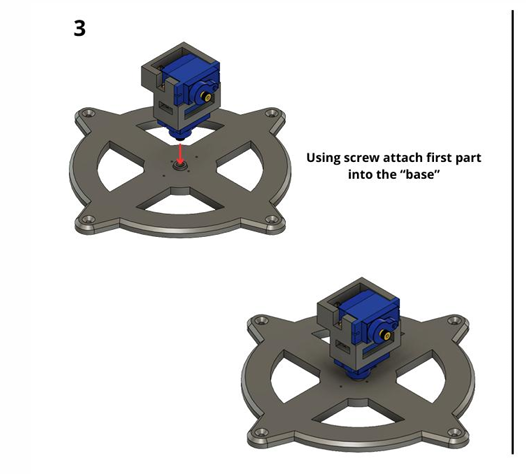 3
Using screw attach first part
into the “base”